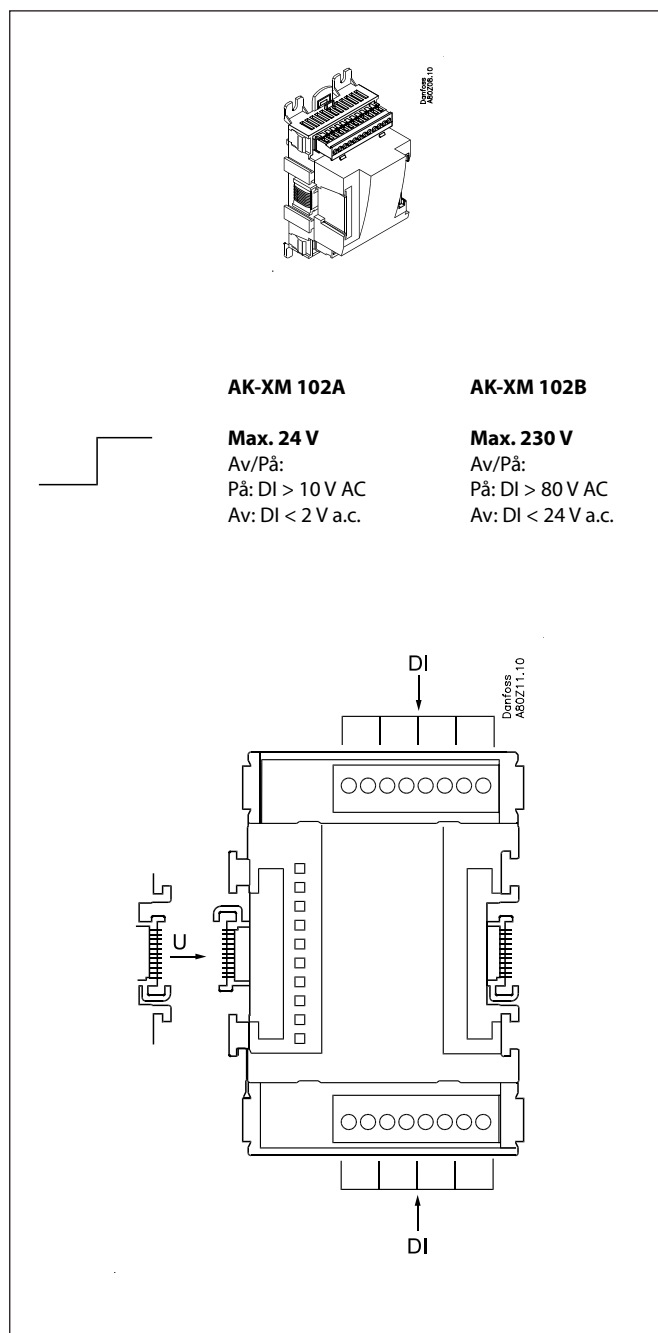 Danfoss
A80Z08.10
AK-XM 102A
Max. 24 V
Av/På:
På: DI > 10 V AC
Av: DI < 2 V a.c.
AK-XM 102B
Max. 230 V
Av/På:
På: DI > 80 V AC
Av: DI < 24 V a.c.
DI
Danfoss
A80Z11.10
U
DI